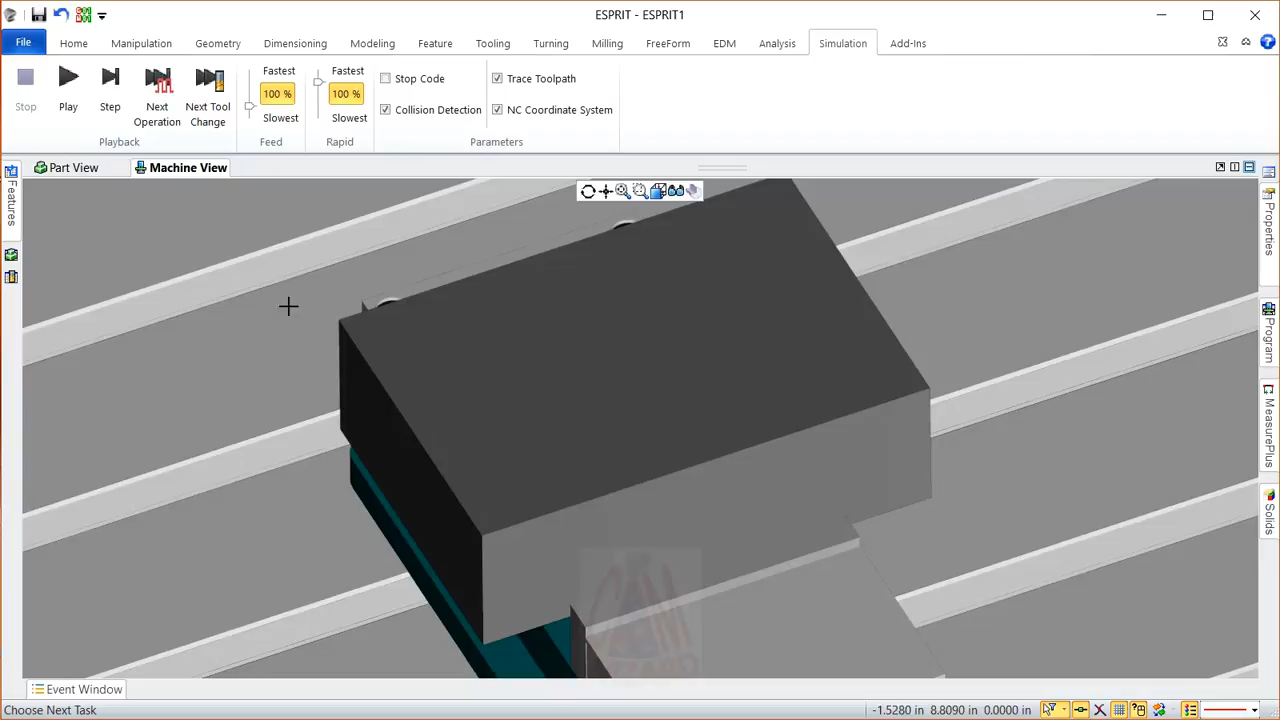 ESPRIT - ESPRIT1
File
Home
Manipulation
Geometry
Dimensioning
Modeling
Feature
Tooling
Turning
Milling
FreeForm
EDM
Analysis
Simulation
Add-Ins
Stop
Play
Step
Next Operation
Next Tool Change
Playback
Fastest
100 %
Slowest
Feed
Fastest
100 %
Slowest
Rapid
Stop Code
Collision Detection
Trace Toolpath
NC Coordinate System
Parameters
Part View
Machine View
Features
Properties
Program
MeasurePlus
Solids
Event Window
Choose Next Task
-1.5280 in 8.8090 in 0.0000 in